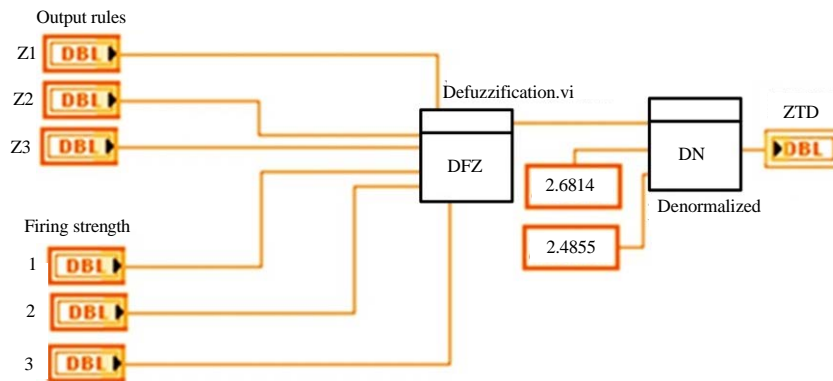 Output rules
Z1
DBL
Z2
DBL
Z3
DBL
Defuzzification.vi
DFZ
2.6814
2.4855
DN
Denormalized
ZTD
DBL
Firing strength
1
DBL
2
DBL
3
DBL